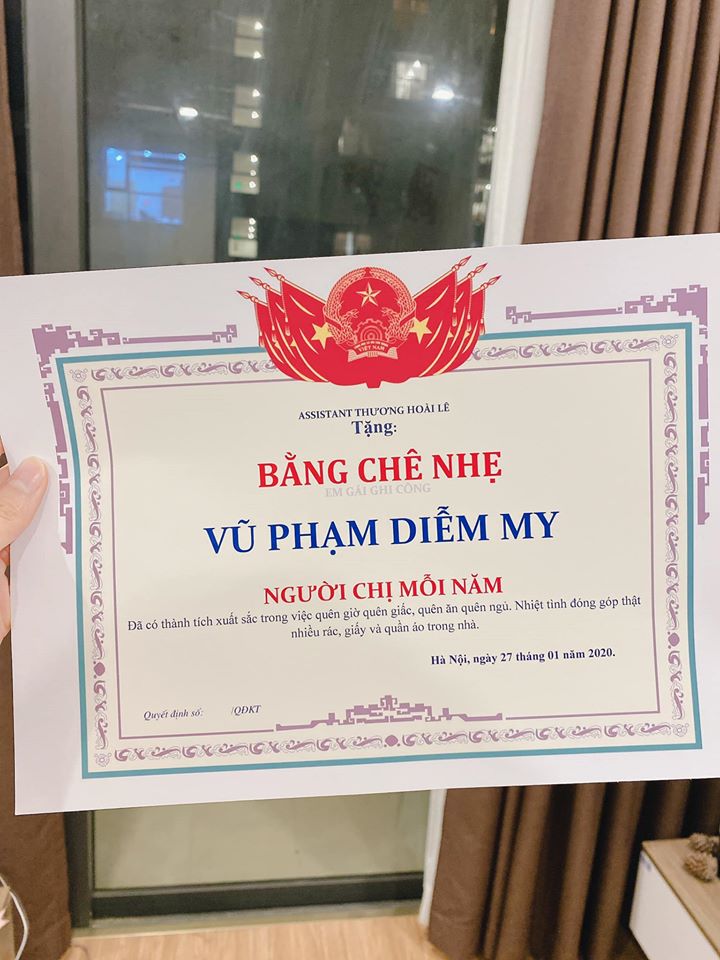 VIỆT NAM
ASSISTANT THƯƠNG HOÀI LÊ
Tặng:
BẰNG CHÊ NHẸ
EM GÁI GHI CÔNG
VŨ PHẠM DIỄM MY
NGƯỜI CHỊ MỖI NĂM
Đã có thành tích xuất sắc trong việc quên giờ quên giấc, quên ăn quên ngủ. Nhiệt tình đóng góp thật
nhiều rác, giấy và quần áo trong nhà.
Hà Nội, ngày 27 tháng 01 năm 2020.
Quyết định số: /QĐKT